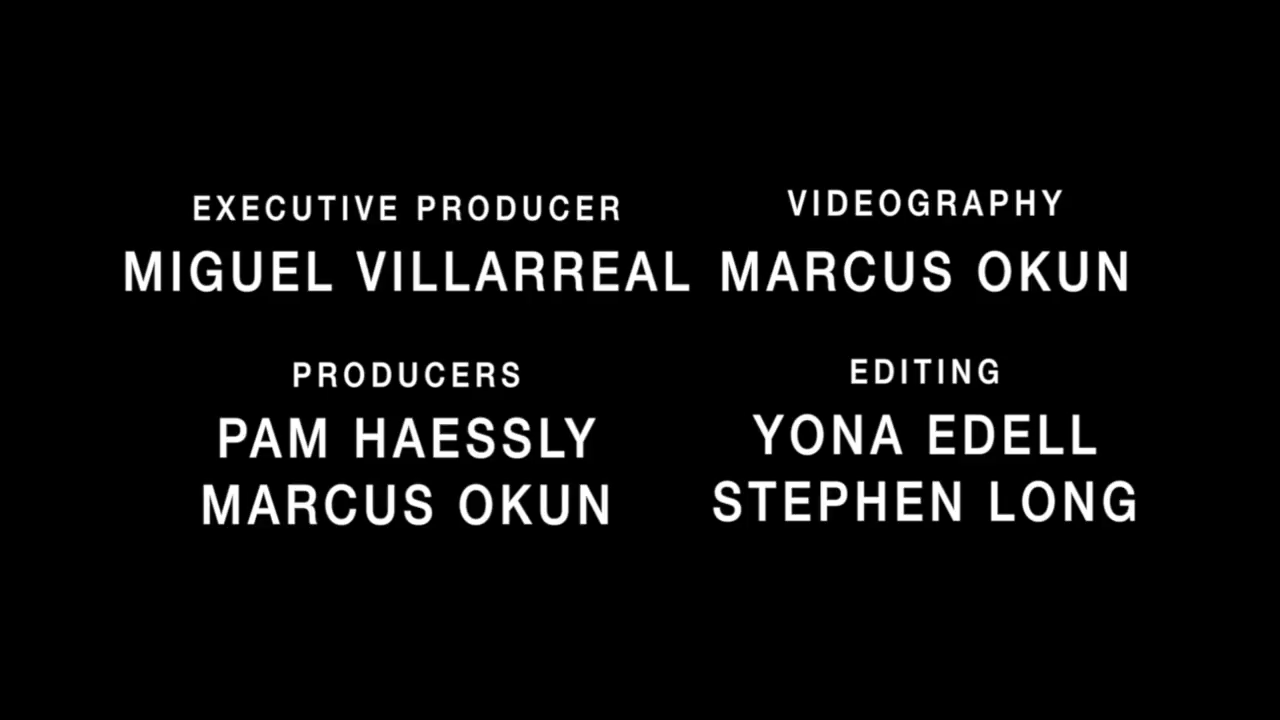 EXECUTIVE PRODUCER
MIGUEL VILLARREAL
PRODUCERS
PAM HAESSLY
MARCUS OKUN
VIDEOGRAPHY
MARCUS OKUN
EDITING
YONA EDELL
STEPHEN LONG